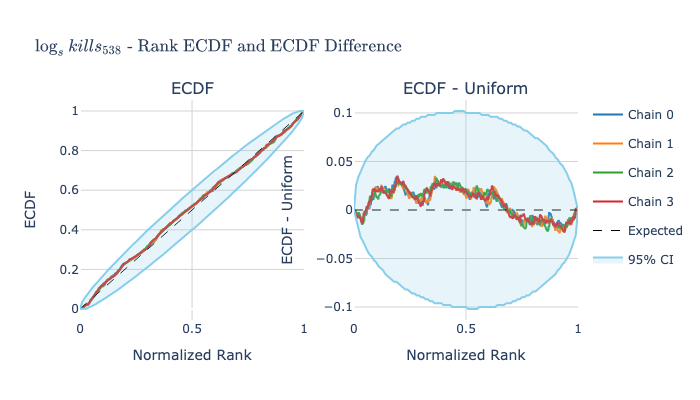 log_s kills_538 - Rank ECDF and ECDF Difference
ECDF
ECDF - Uniform
1
0.8
0.6
0.4
0.2
0
0
0.5
1
ECDF
Normalized Rank
0.1
0.05
0
−0.05
−0.1
0
0.5
1
ECDF - Uniform
Normalized Rank
Chain 0
Chain 1
Chain 2
Chain 3
Expected
95% CI